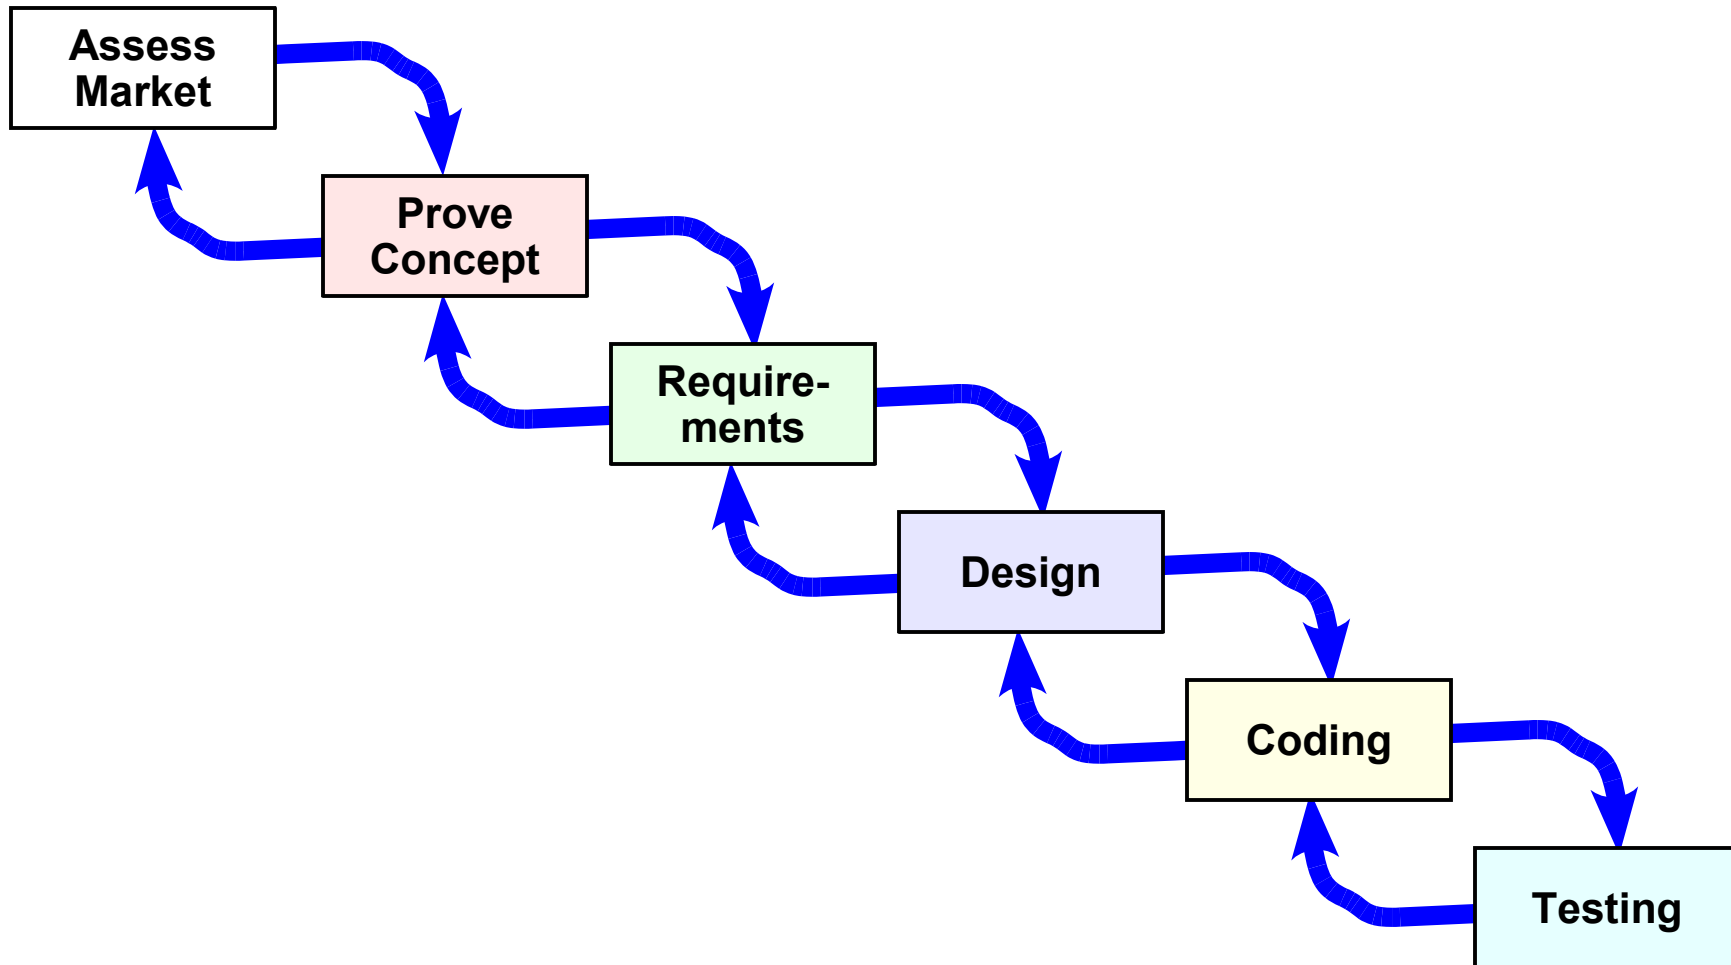 Assess
Market
Prove
Concept
Require-
ments
Design
Coding
Testing